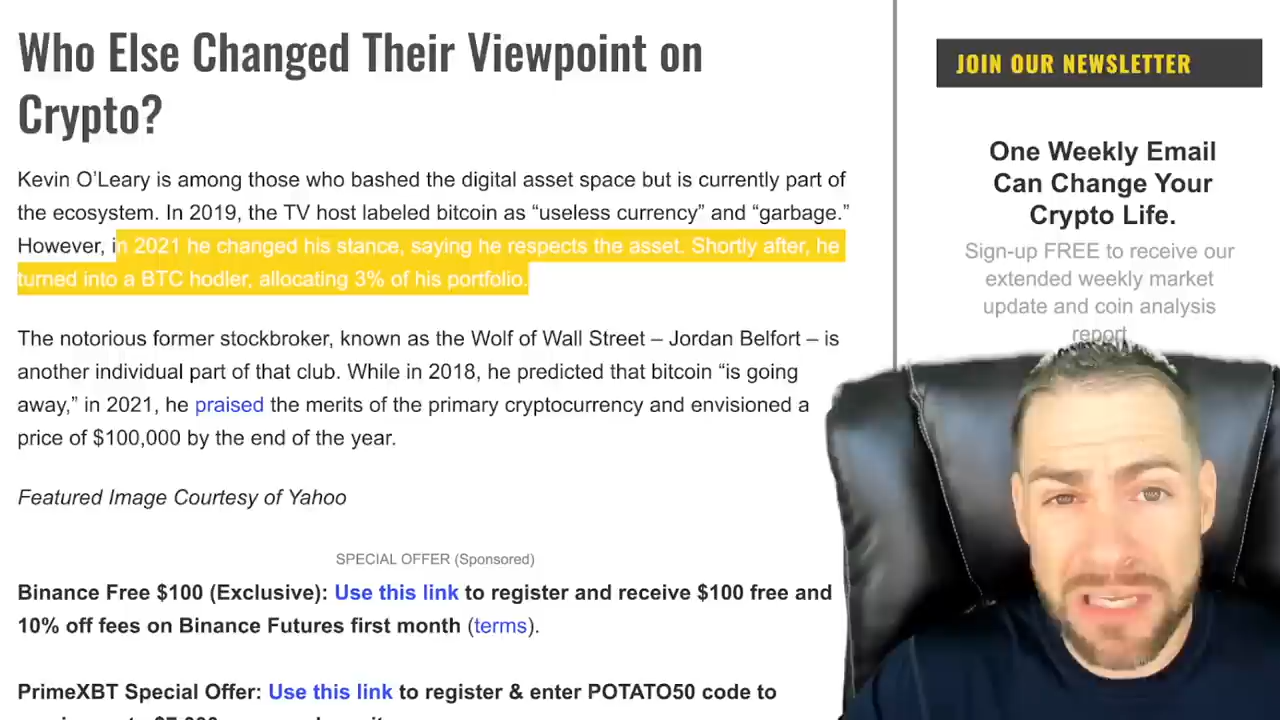 Who Else Changed Their Viewpoint on
Crypto?
Kevin O’Leary is among those who bashed the digital asset space but is currently part of
the ecosystem. In 2019, the TV host labeled bitcoin as “useless currency” and “garbage.”
However, in 2021 he changed his stance, saying he respects the asset. Shortly after, he
turned into a BTC hodler, allocating 3% of his portfolio.
The notorious former stockbroker, known as the Wolf of Wall Street – Jordan Belfort – is
another individual part of that club. While in 2018, he predicted that bitcoin “is going
away,” in 2021, he praised the merits of the primary cryptocurrency and envisioned a
price of $100,000 by the end of the year.
Featured Image Courtesy of Yahoo
SPECIAL OFFER (Sponsored)
Binance Free $100 (Exclusive): Use this link to register and receive $100 free and
10% off fees on Binance Futures first month (terms).
PrimeXBT Special Offer: Use this link to register & enter POTATO50 code to
JOIN OUR NEWSLETTER
One Weekly Email
Can Change Your
Crypto Life.
Sign-up FREE to receive our
extended weekly market
update and coin analysis
report